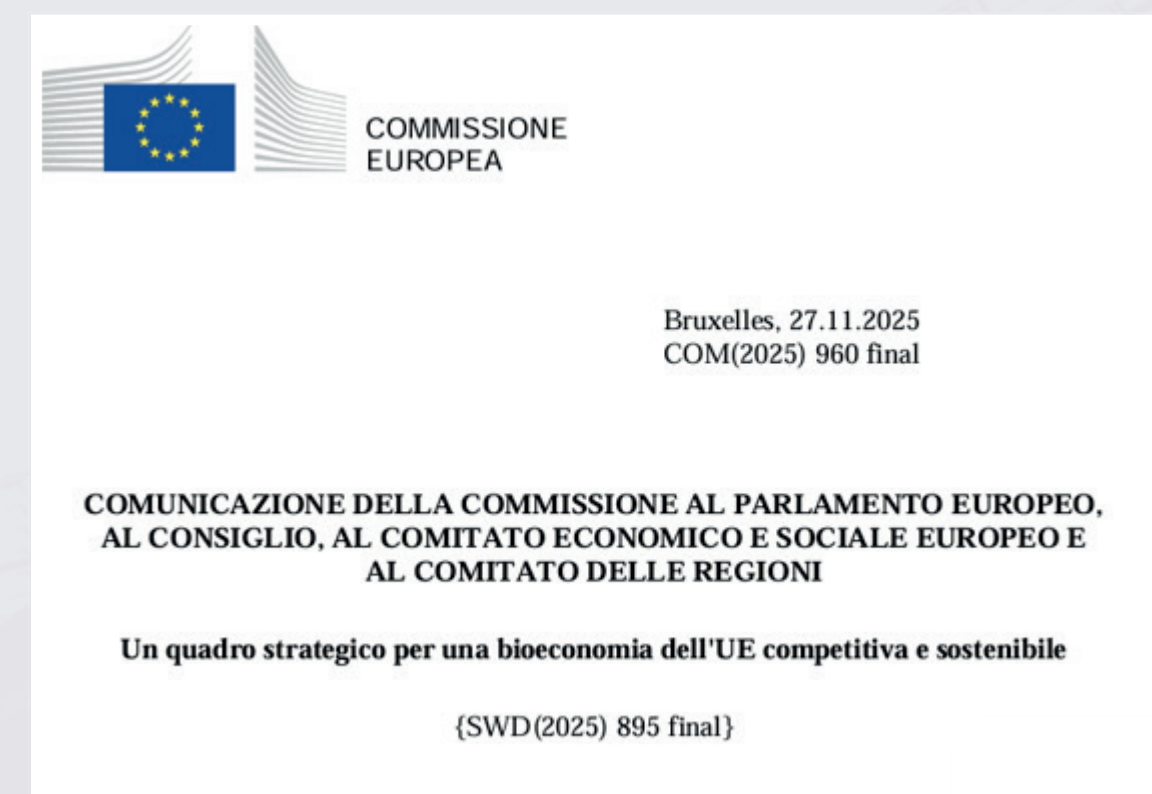 COMMISSIONE
EUROPEA
Bruxelles, 27.11.2025
COM(2025) 960 final
COMUNICAZIONE DELLA COMMISSIONE AL PARLAMENTO EUROPEO,
AL CONSIGLIO, AL COMITATO ECONOMICO E SOCIALE EUROPEO E
AL COMITATO DELLE REGIONI
Un quadro strategico per una bioeconomia dell'UE competitiva e sostenibile
{SWD(2025) 895 final}